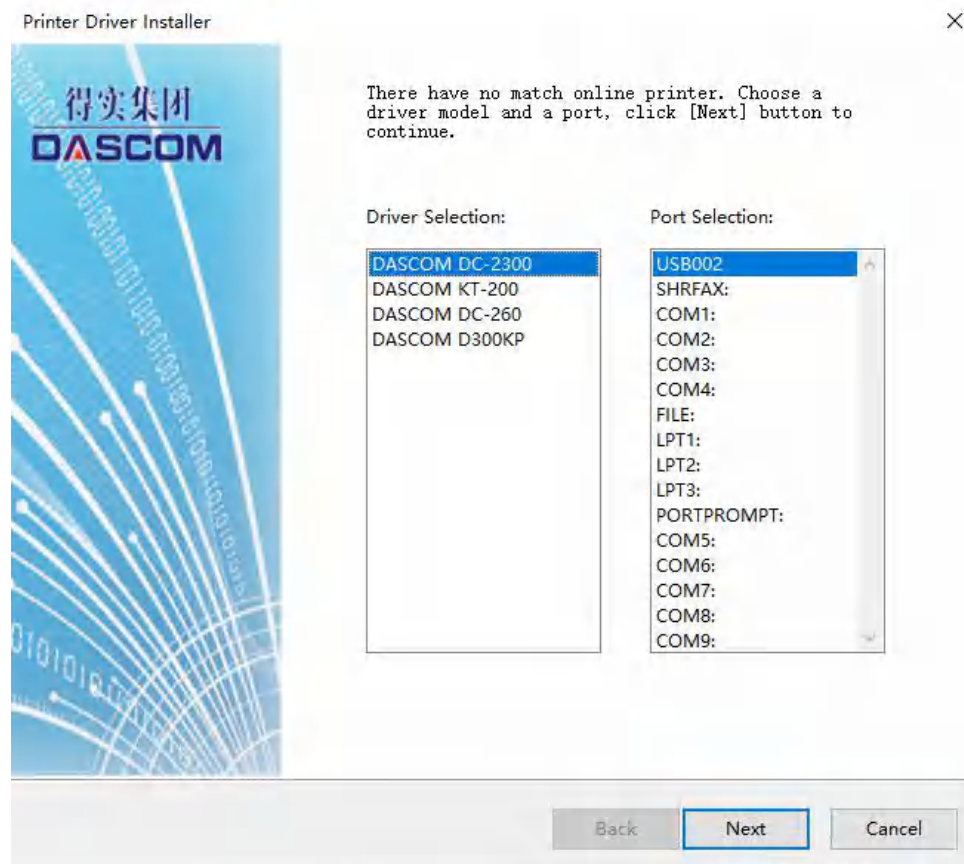 Printer Driver Installer
得实集团
DASCOM
There have no match online printer. Choose a
driver model and a port, click [Next] button to
continue.
Driver Selection:
Port Selection:
DASCOM DC-2300
DASCOM KT-200
DASCOM DC-260
DASCOM D300KP
USB002
SHRFAX:
COM1:
COM2:
COM3:
COM4:
FILE:
LPT1:
LPT2:
LPT3:
PORTPROMPT:
COM5:
COM6:
COM7:
COM8:
COM9:
Back
Next
Cancel